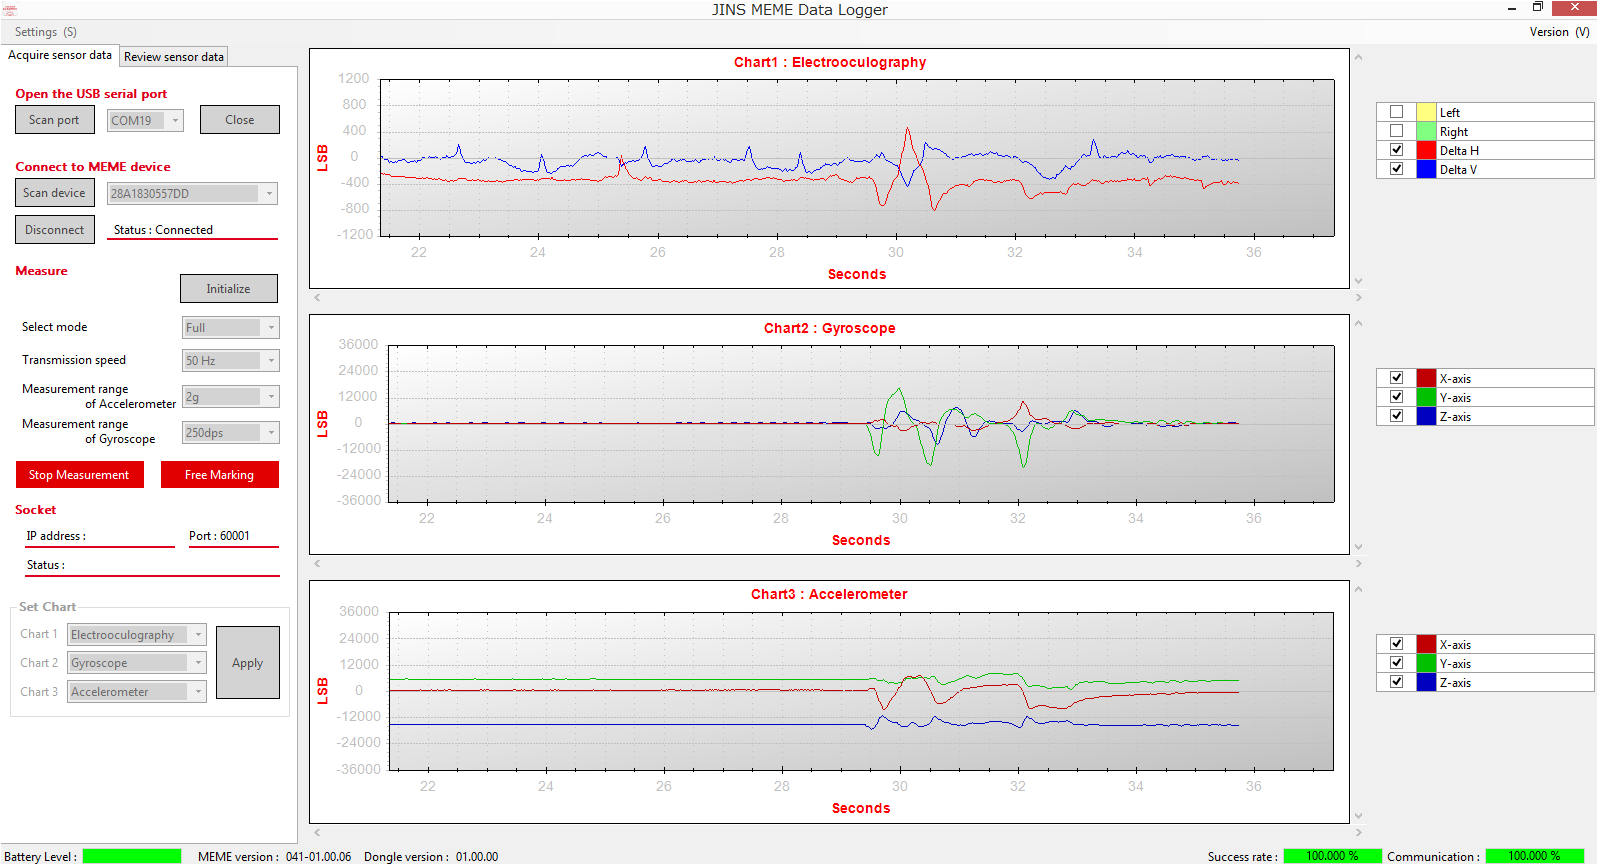 JINS MEME Data Logger
Settings (S)
Version (V)
Acquire sensor data
Review sensor data
Open the USB serial port
Scan port
COM19
Close
Connect to MEME device
Scan device
28A1830557DD
Disconnect
Status : Connected
Measure
Initialize
Select mode
Full
Transmission speed
50 Hz
Measurement range
of Accelerometer
2g
Measurement range
of Gyroscope
250dps
Stop Measurement
Free Marking
Socket
IP address :
Port : 60001
Status :
Set Chart
Chart 1
Electrooculography
Chart 2
Gyroscope
Chart 3
Accelerometer
Apply
Chart1 : Electrooculography
1200
800
400
0
-400
-800
-1200
LSB
22 24 26 28 30 32 34 36
Seconds
Left
Right
Delta H
Delta V
Chart2 : Gyroscope
36000
24000
12000
0
-12000
-24000
-36000
LSB
22 24 26 28 30 32 34 36
Seconds
X-axis
Y-axis
Z-axis
Chart3 : Accelerometer
36000
24000
12000
0
-12000
-24000
-36000
LSB
22 24 26 28 30 32 34 36
Seconds
X-axis
Y-axis
Z-axis
Battery Level :
MEME version : 041-01.00.06
Dongle version : 01.00.00
Success rate : 100.000 %
Communication : 100.000 %